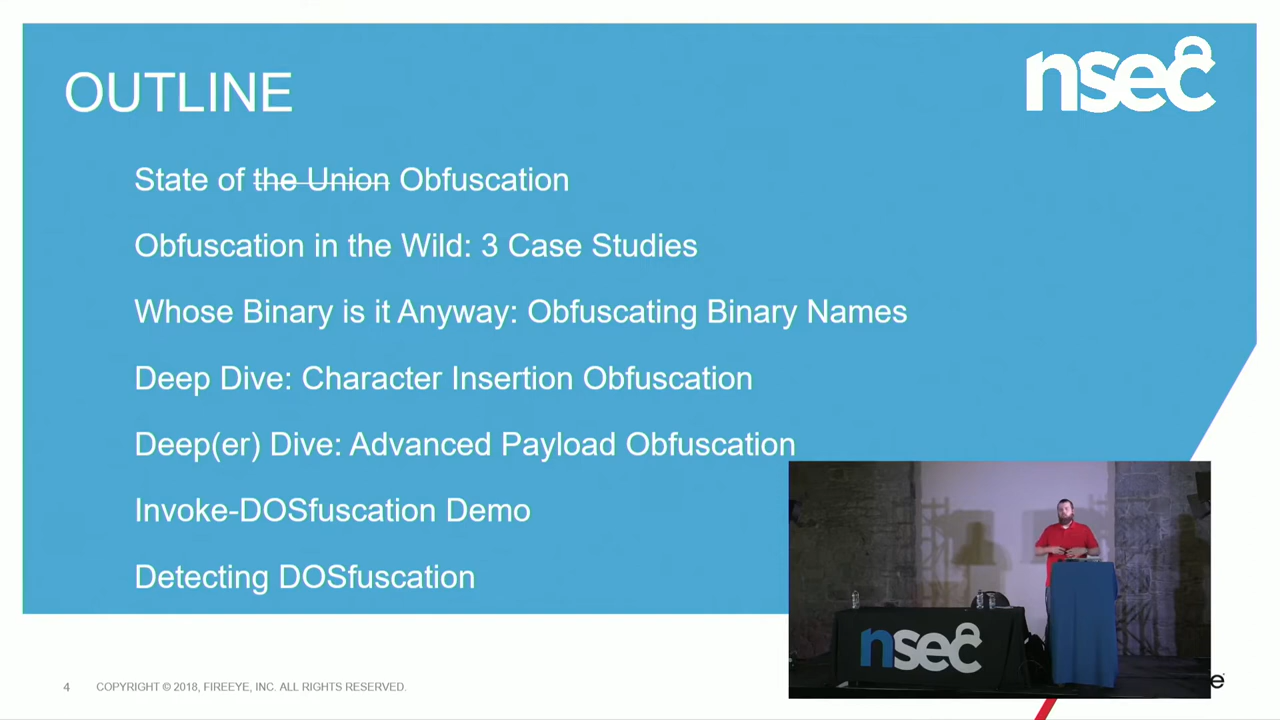 OUTLINE
nsec
State of the Union Obfuscation
Obfuscation in the Wild: 3 Case Studies
Whose Binary is it Anyway: Obfuscating Binary Names
Deep Dive: Character Insertion Obfuscation
Deep(er) Dive: Advanced Payload Obfuscation
Invoke-DOSfuscation Demo
Detecting DOSfuscation
nsec
4 COPYRIGHT © 2018, FIREEYE, INC. ALL RIGHTS RESERVED.